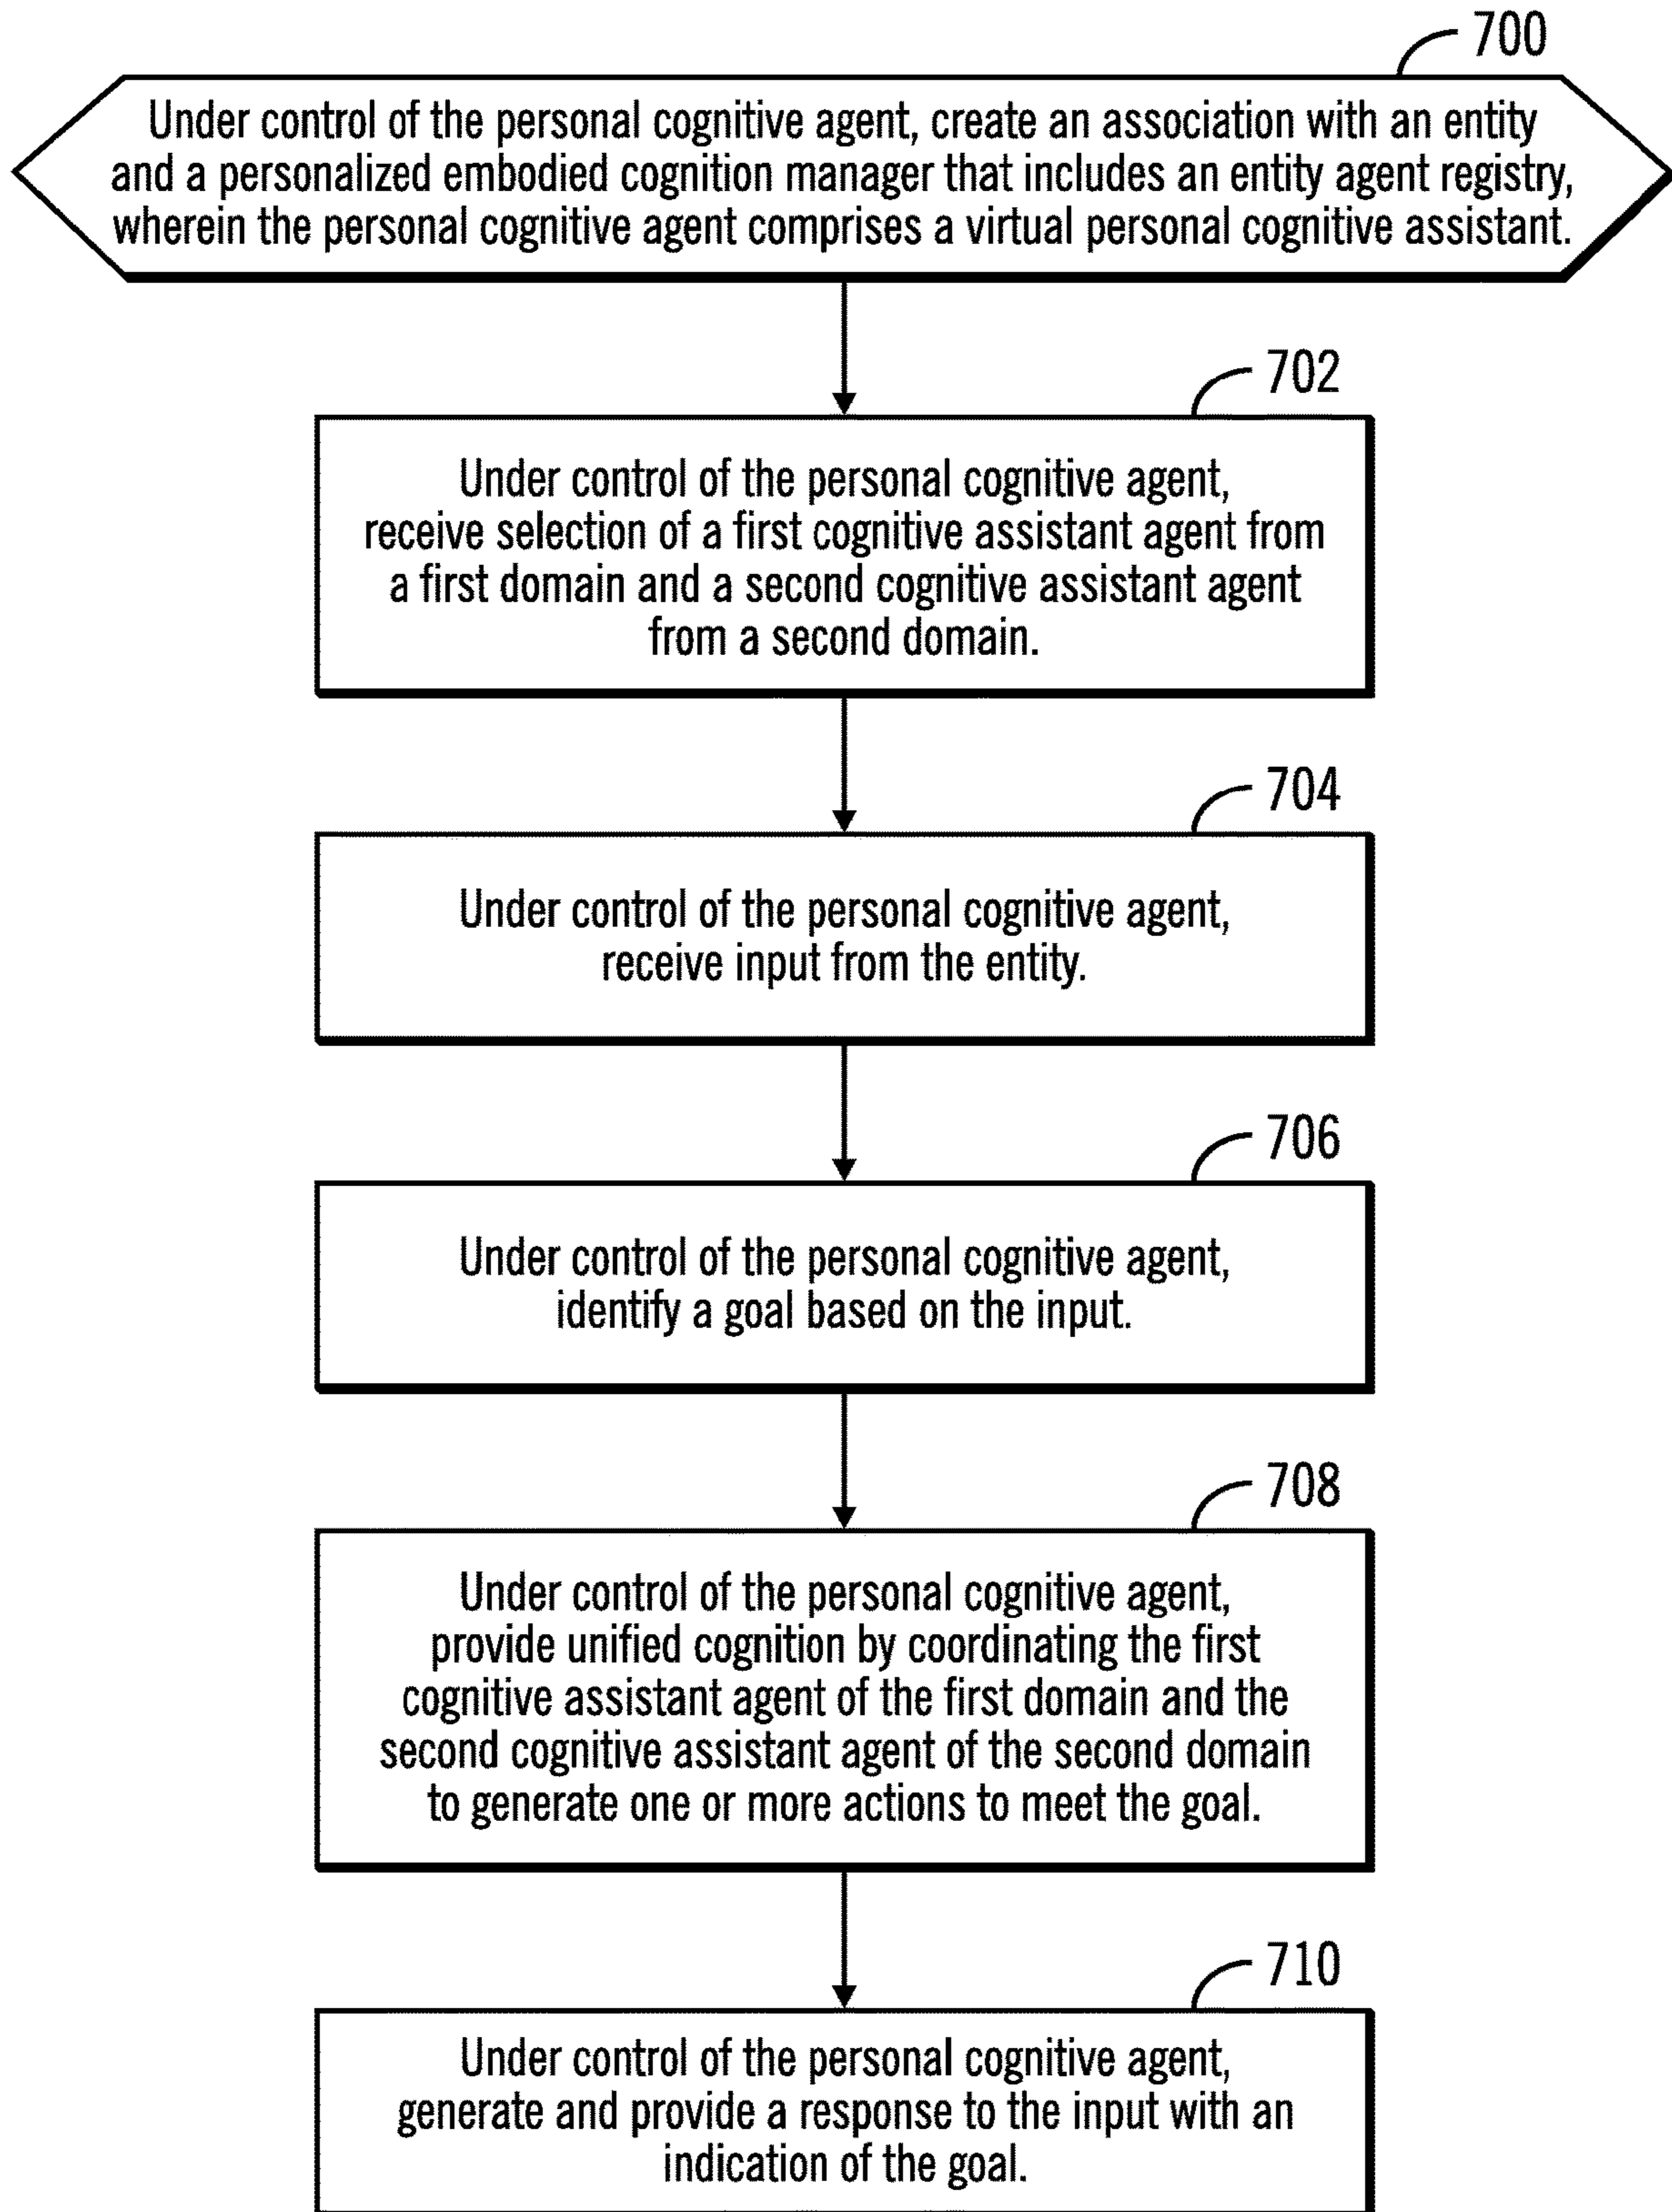 700
Under control of the personal cognitive agent, create an association with an entity
and a personalized embodied cognition manager that includes an entity agent registry,
wherein the personal cognitive agent comprises a virtual personal cognitive assistant.
702
Under control of the personal cognitive agent,
receive selection of a first cognitive assistant agent from
a first domain and a second cognitive assistant agent
from a second domain.
704
Under control of the personal cognitive agent,
receive input from the entity.
706
Under control of the personal cognitive agent,
identify a goal based on the input.
708
Under control of the personal cognitive agent,
provide unified cognition by coordinating the first
cognitive assistant agent of the first domain and the
second cognitive assistant agent of the second domain
to generate one or more actions to meet the goal.
710
Under control of the personal cognitive agent,
generate and provide a response to the input with an
indication of the goal.